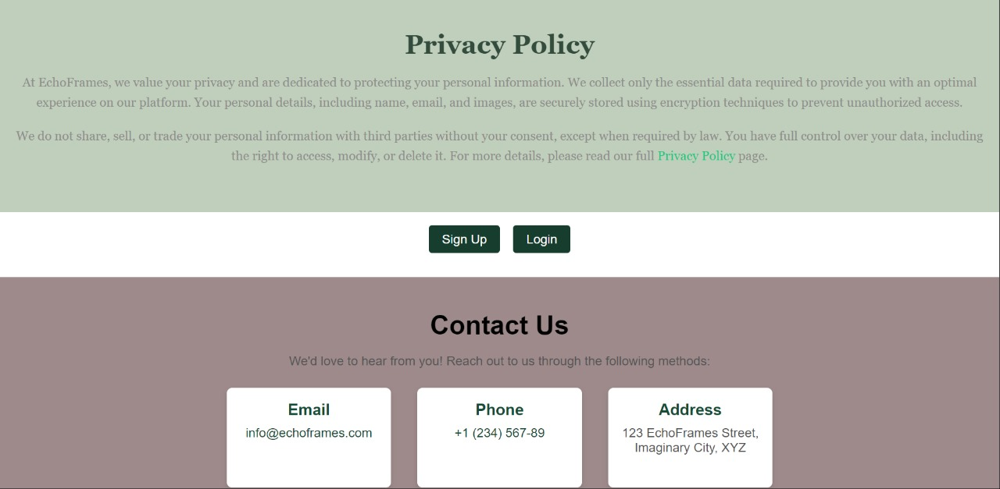 Privacy Policy
At EchoFrames, we value your privacy and are dedicated to protecting your personal information. We collect only the essential data required to provide you with an optimal
experience on our platform. Your personal details, including name, email, and images, are securely stored using encryption techniques to prevent unauthorized access.
We do not share, sell, or trade your personal information with third parties without your consent, except when required by law. You have full control over your data, including
the right to access, modify, or delete it. For more details, please read our full Privacy Policy page.
Sign Up Login
Contact Us
We'd love to hear from you! Reach out to us through the following methods:
Email
info@echoframes.com
Phone
+1 (234) 567-89
Address
123 EchoFrames Street,
Imaginary City, XYZ